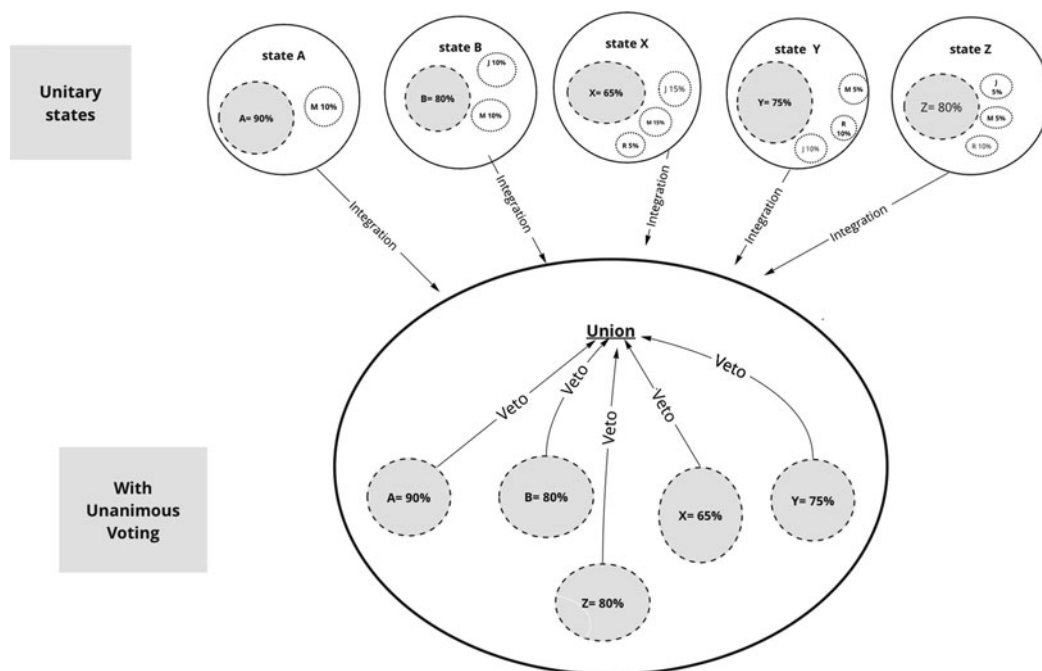 Unitary
states
state A
A= 90%
M 10%
state B
J 10%
B= 80%
M 10%
state X
X= 65%
J 15%
M 15%
R 5%
state Y
Y= 75%
M 5%
R
10%
J 10%
state Z
Z= 80%
J
5%
M 5%
R 10%
Integration
Integration
Integration
Integration
Integration
Union
Veto
Veto
Veto
Veto
Veto
With
Unanimous
Voting
A= 90%
B= 80%
X= 65%
Y= 75%
Z= 80%